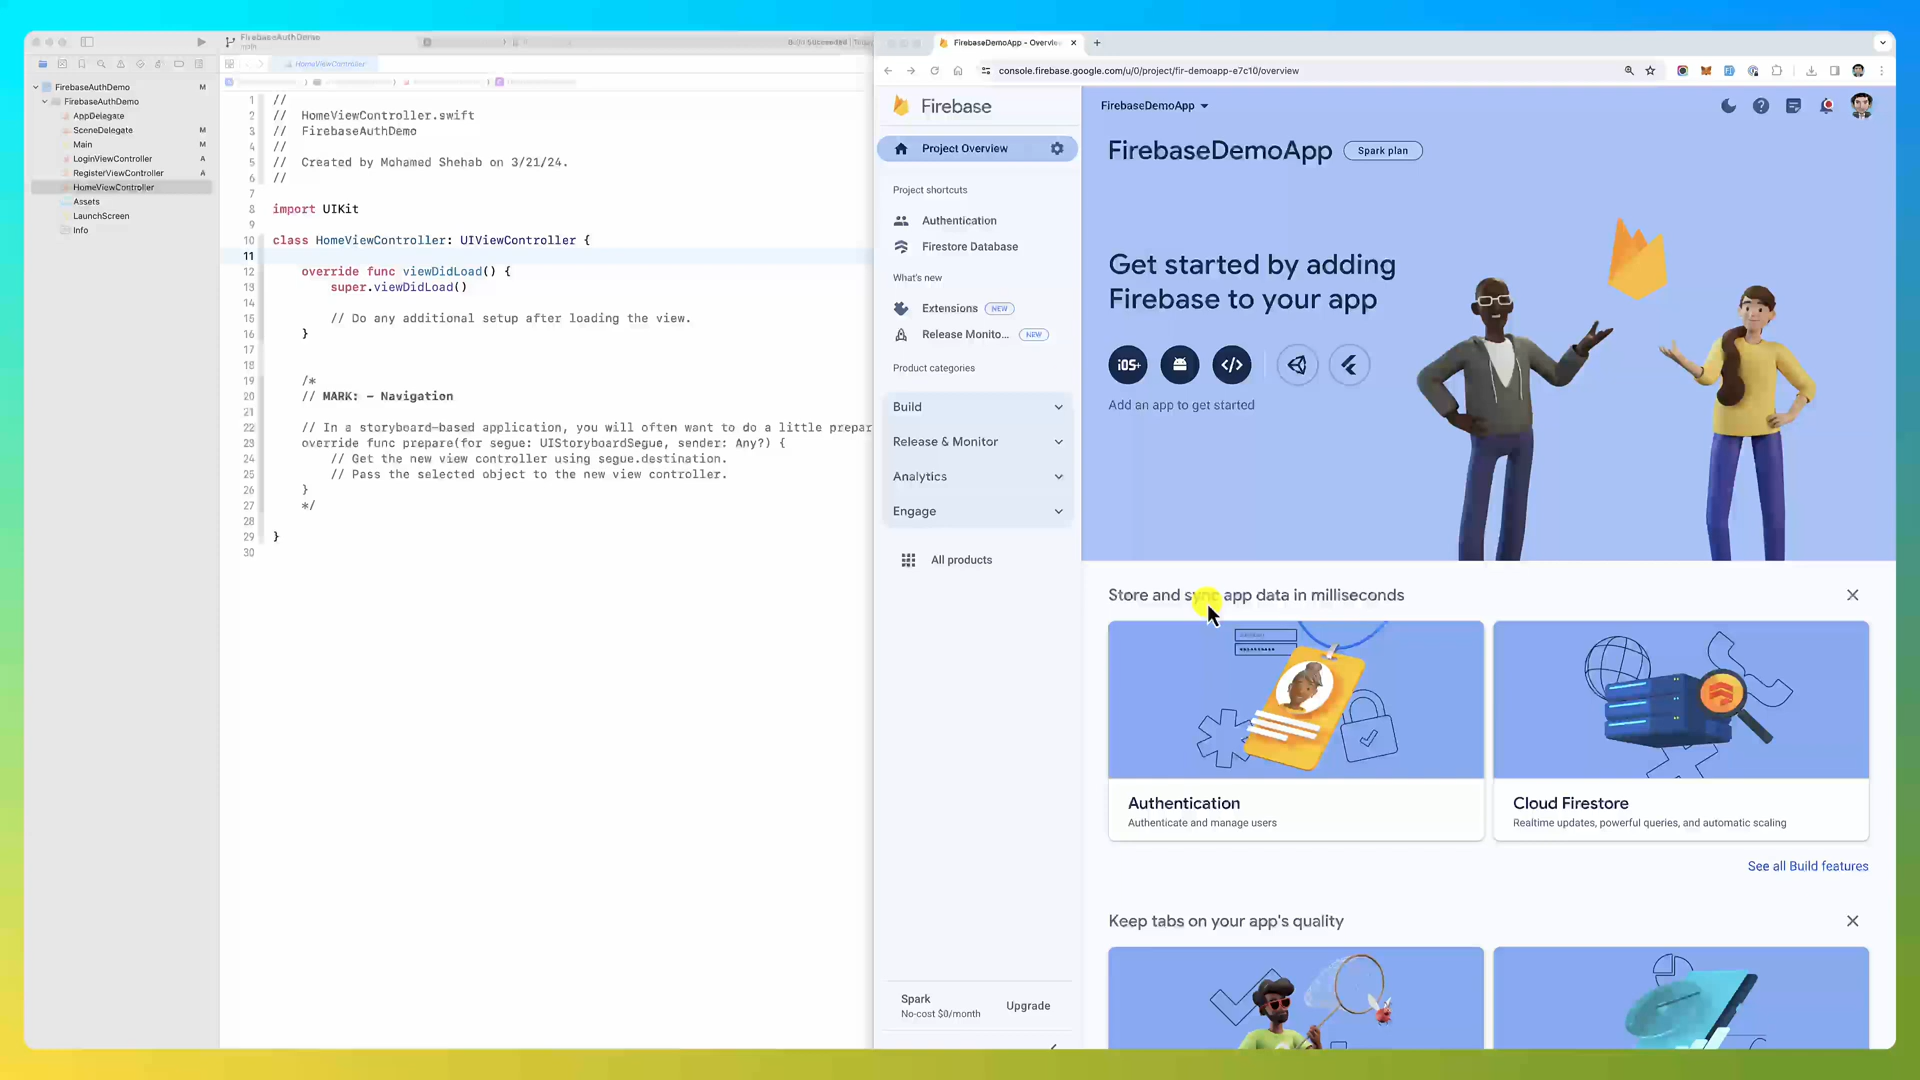 FirebaseAuthDemo
main
Build Succeeded
HomeViewController
FirebaseAuthDemo M
FirebaseAuthDemo
AppDelegate
SceneDelegate M
Main M
LoginViewController A
RegisterViewController A
HomeViewController
Assets
LaunchScreen
Info
1 //
2 //  HomeViewController.swift
3 //  FirebaseAuthDemo
4 //
5 //  Created by Mohamed Shehab on 3/21/24.
6 //
7
8 import UIKit
9
10 class HomeViewController: UIViewController {
11
12     override func viewDidLoad() {
13         super.viewDidLoad()
14
15         // Do any additional setup after loading the view.
16     }
17
18
19     /*
20     // MARK: - Navigation
21
22     // In a storyboard-based application, you will often want to do a little prepar
23     override func prepare(for segue: UIStoryboardSegue, sender: Any?) {
24         // Get the new view controller using segue.destination.
25         // Pass the selected object to the new view controller.
26     }
27     */
28
29 }
30
FirebaseDemoApp - Overvie
console.firebase.google.com/u/0/project/fir-demoapp-e7c10/overview
Firebase
Project Overview
Project shortcuts
Authentication
Firestore Database
What's new
Extensions NEW
Release Monito... NEW
Product categories
Build
Release & Monitor
Analytics
Engage
All products
Spark
No-cost $0/month
Upgrade
FirebaseDemoApp
FirebaseDemoApp Spark plan
Get started by adding
Firebase to your app
iOS+ </>
Add an app to get started
Store and sync app data in milliseconds
Authentication
Authenticate and manage users
Cloud Firestore
Realtime updates, powerful queries, and automatic scaling
See all Build features
Keep tabs on your app's quality